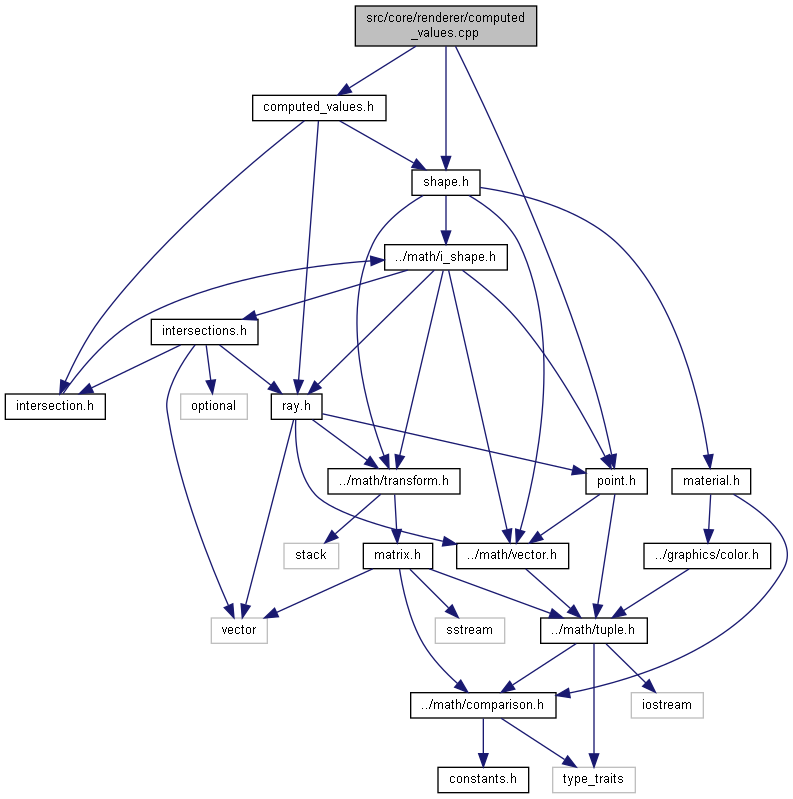 src/core/renderer/computed
_values.cpp
computed_values.h
shape.h
../math/i_shape.h
intersections.h
intersection.h
optional
ray.h
../math/transform.h
point.h
material.h
stack
matrix.h
../math/vector.h
../graphics/color.h
vector
sstream
../math/tuple.h
../math/comparison.h
iostream
constants.h
type_traits